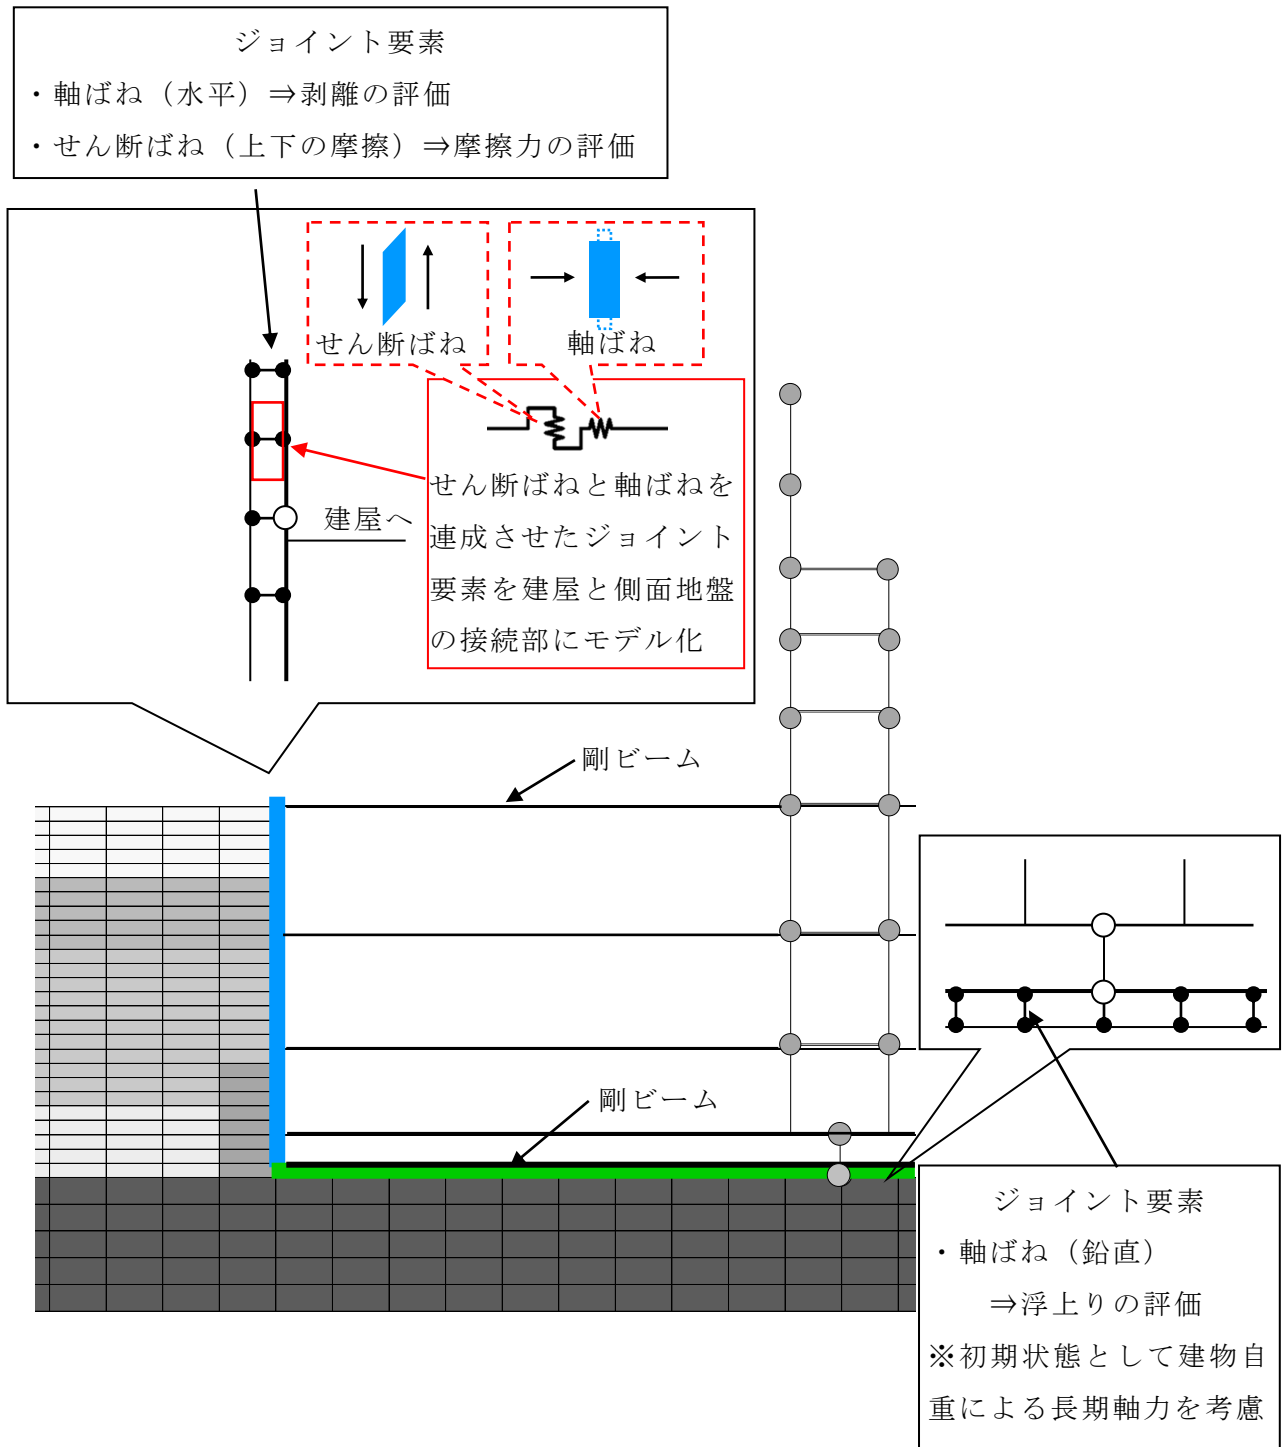 ジョイント要素
・軸ばね（水平）⇒剥離の評価
・せん断ばね（上下の摩擦）⇒摩擦力の評価
せん断ばね
軸ばね
せん断ばねと軸ばねを
連成させたジョイント
要素を建屋と側面地盤
の接続部にモデル化
建屋へ
剛ビーム
剛ビーム
ジョイント要素
・軸ばね（鉛直）
⇒浮上りの評価
※初期状態として建物自
重による長期軸力を考慮